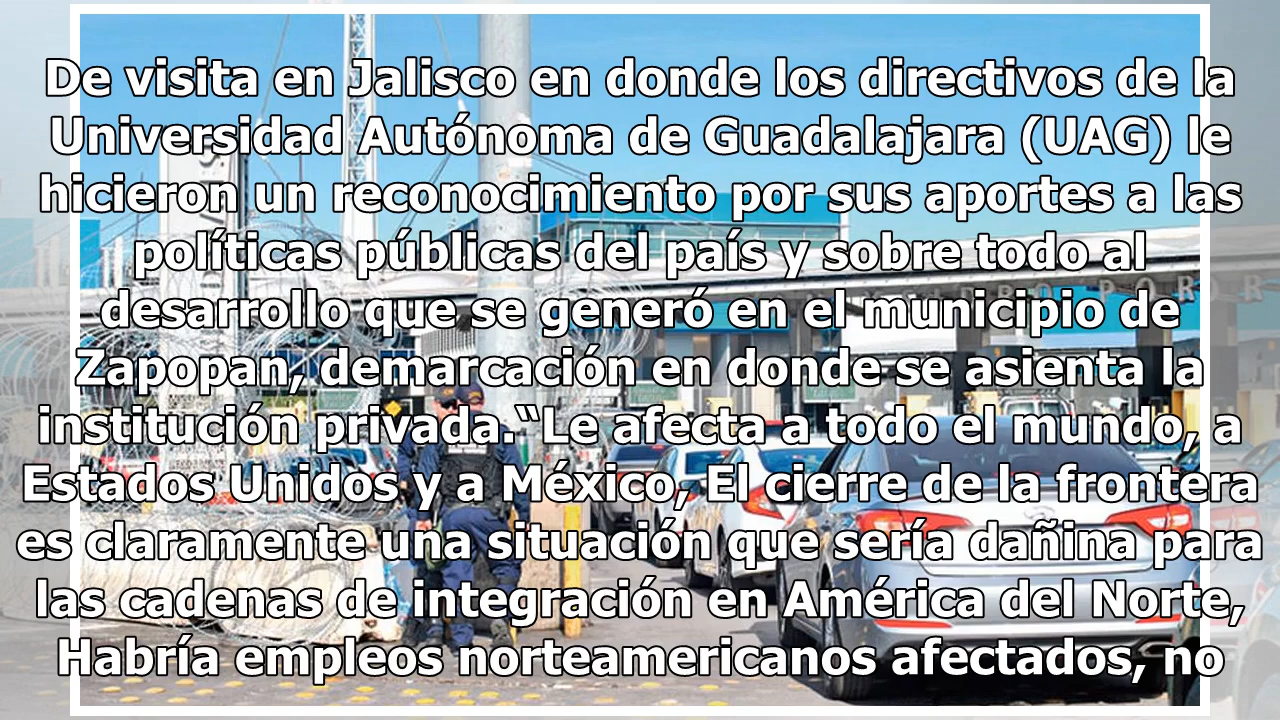 De visita en Jalisco en donde los directivos de la
Universidad Autónoma de Guadalajara (UAG) le
hicieron un reconocimiento por sus aportes a las
políticas públicas del país y sobre todo al
desarrollo que se generó en el municipio de
Zapopan, demarcación en donde se asienta la
institución privada.“Le afecta a todo el mundo, a
Estados Unidos y a México, El cierre de la frontera
es claramente una situación que sería dañina para
las cadenas de integración en América del Norte,
Habría empleos norteamericanos afectados, no